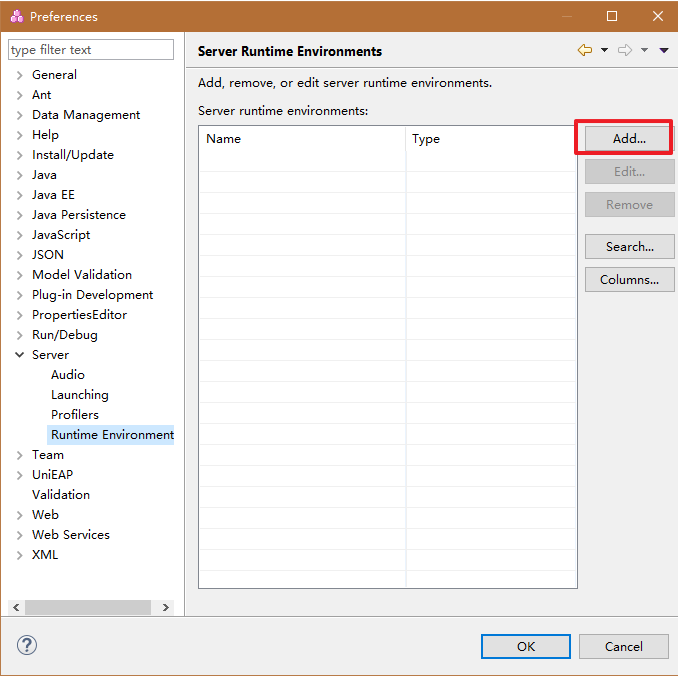 Preferences
type filter text
General
Ant
Data Management
Help
Install/Update
Java
Java EE
Java Persistence
JavaScript
JSON
Model Validation
Plug-in Development
PropertiesEditor
Run/Debug
Server
Audio
Launching
Profilers
Runtime Environment
Team
UniEAP
Validation
Web
Web Services
XML
Server Runtime Environments
Add, remove, or edit server runtime environments.
Server runtime environments:
Name Type
Add...
Edit...
Remove
Search...
Columns...
?
OK Cancel